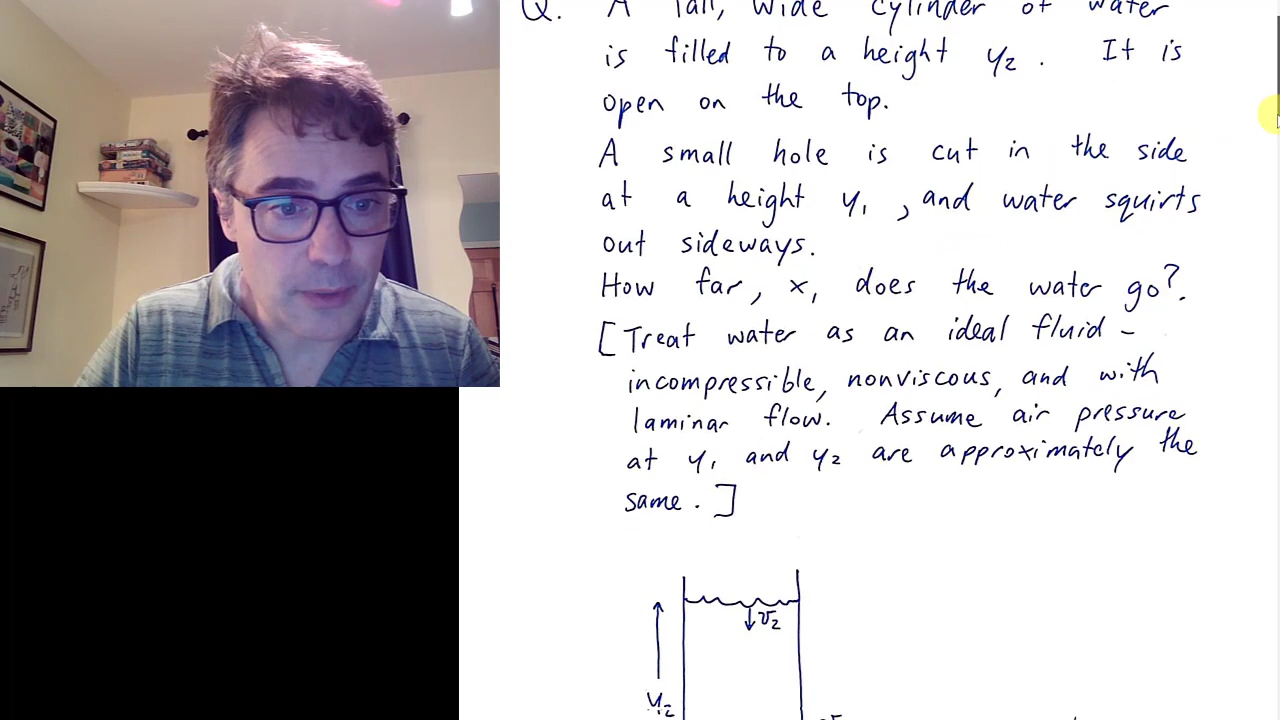 Q. A tall, wide cylinder of water
is filled to a height y₂. It is
open on the top.
A small hole is cut in the side
at a height y₁, and water squirts
out sideways.
How far, x, does the water go?
[Treat water as an ideal fluid –
incompressible, nonviscous, and with
laminar flow. Assume air pressure
at y₁ and y₂ are approximately the
same.]
v₂
y₂